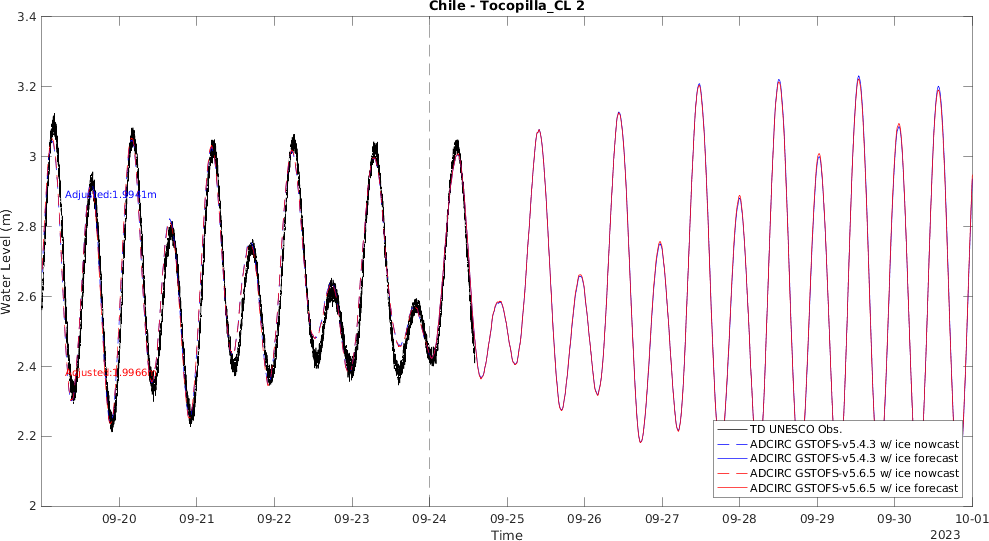 Chile - Tocopilla_CL 2
3.4
3.2
3
2.8
2.6
2.4
2.2
2
Water Level (m)
Adjusted:1.9941m
Adjusted:1.9966m
TD UNESCO Obs.
ADCIRC GSTOFS-v5.4.3 w/ ice nowcast
ADCIRC GSTOFS-v5.4.3 w/ ice forecast
ADCIRC GSTOFS-v5.6.5 w/ ice nowcast
ADCIRC GSTOFS-v5.6.5 w/ ice forecast
09-20 09-21 09-22 09-23 09-24 09-25 09-26 09-27 09-28 09-29 09-30 10-01
Time
2023